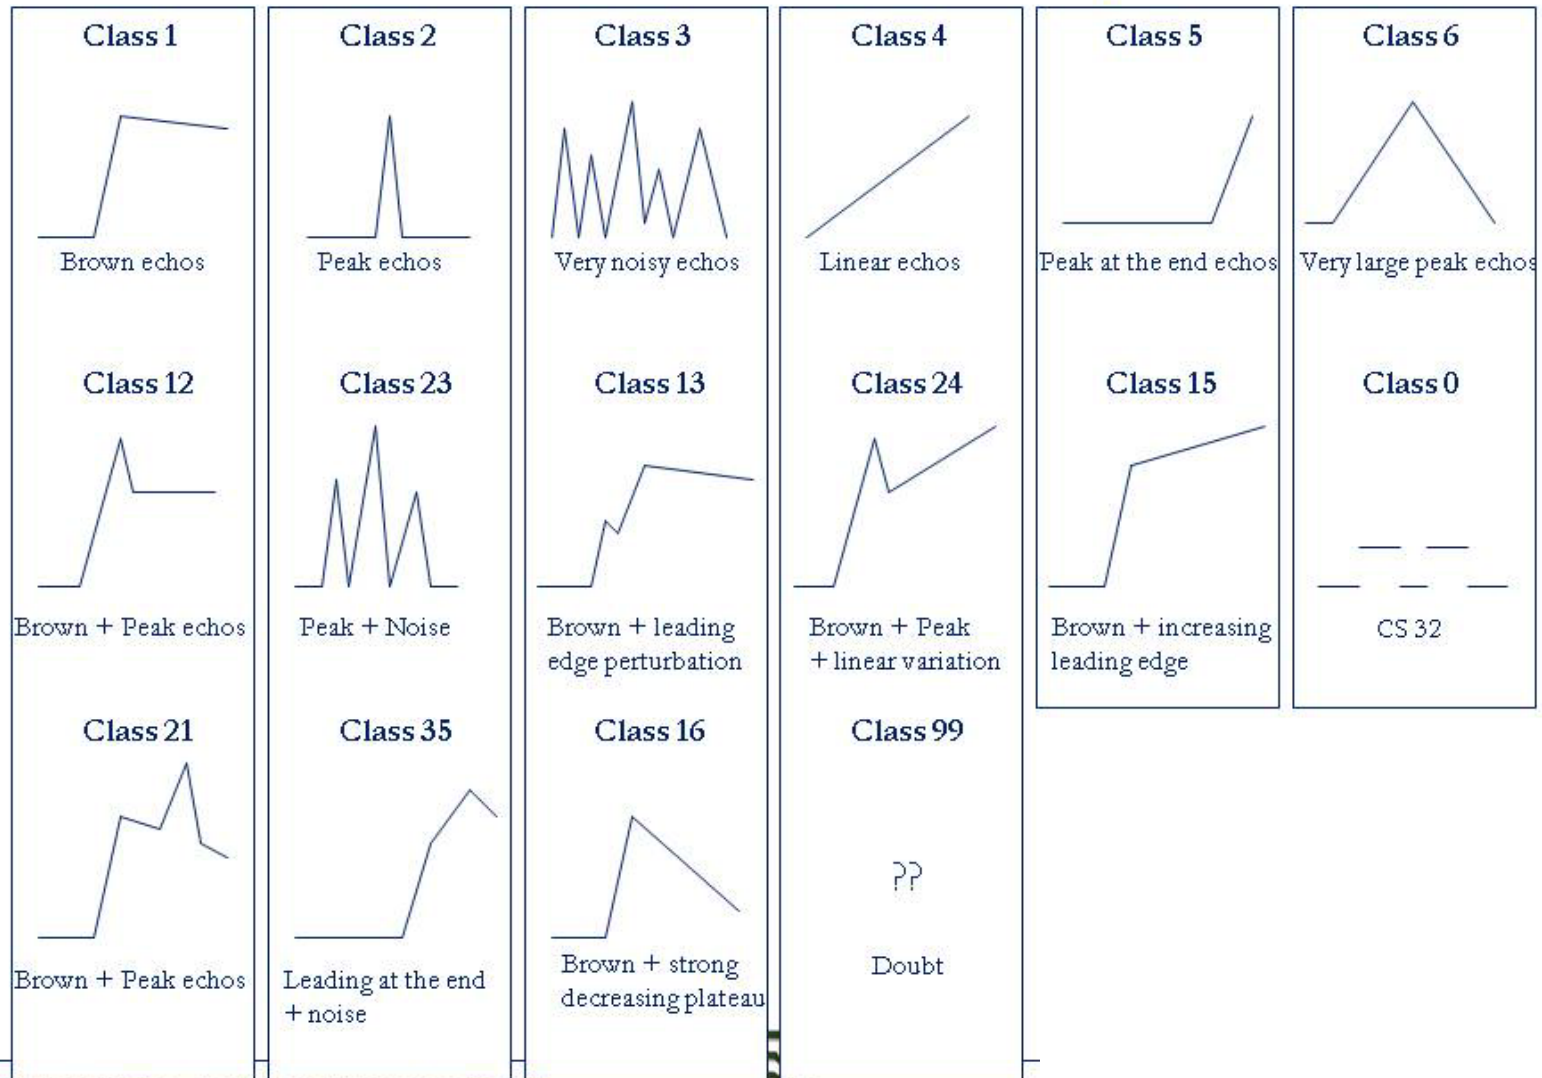 Class 1
Class 2
Class 3
Class 4
Class 5
Class 6
Brown echos
Peak echos
Very noisy echos
Linear echos
Peak at the end echos
Very large peak echos
Class 12
Class 23
Class 13
Class 24
Class 15
Class 0
Brown + Peak echos
Peak + Noise
Brown + leading
edge perturbation
Brown + Peak
+ linear variation
Brown + increasing
leading edge
CS 32
Class 21
Class 35
Class 16
Class 99
??
Brown + Peak echos
Leading at the end
+ noise
Brown + strong
decreasing plateau
Doubt